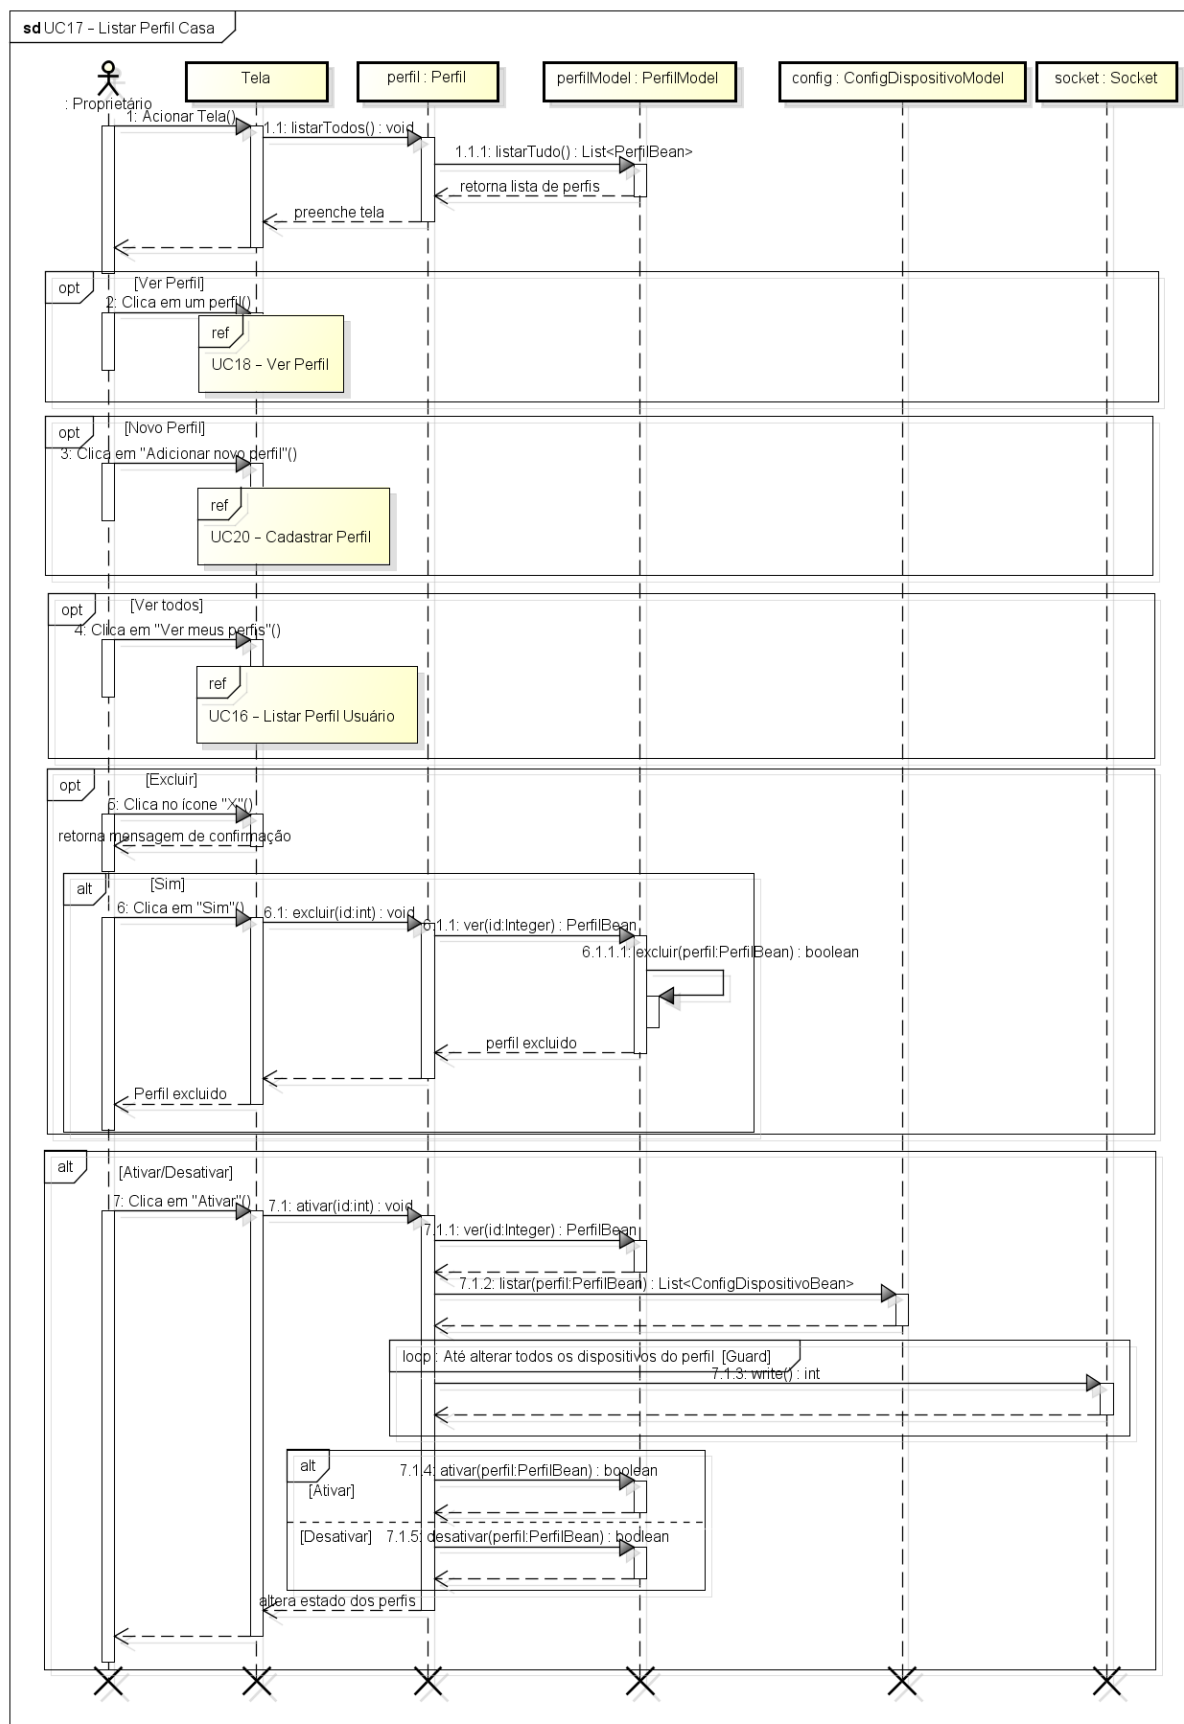 sd UC17 – Listar Perfil Casa
: Proprietário
Tela
perfil : Perfil
perfilModel : PerfilModel
config : ConfigDispositivoModel
socket : Socket
1: Acionar Tela()
1.1: listarTodos() : void
1.1.1: listarTudo() : List<PerfilBean>
retorna lista de perfis
preenche tela
opt
[Ver Perfil]
2: Clica em um perfil()
ref
UC18 – Ver Perfil
opt
[Novo Perfil]
3: Clica em "Adicionar novo perfil"()
ref
UC20 – Cadastrar Perfil
opt
[Ver todos]
4: Clica em "Ver meus perfis"()
ref
UC16 – Listar Perfil Usuário
opt
[Excluir]
5: Clica no ícone "X"()
retorna mensagem de confirmação
alt
[Sim]
6: Clica em "Sim"()
6.1: excluir(id:int) : void
6.1.1: ver(id:Integer) : PerfilBean
6.1.1.1: excluir(perfil:PerfilBean) : boolean
perfil excluido
Perfil excluido
alt
[Ativar/Desativar]
7: Clica em "Ativar"()
7.1: ativar(id:int) : void
7.1.1: ver(id:Integer) : PerfilBean
7.1.2: listar(perfil:PerfilBean) : List<ConfigDispositivoBean>
loop : Até alterar todos os dispositivos do perfil [Guard]
7.1.3: write() : int
alt
7.1.4: ativar(perfil:PerfilBean) : boolean
[Ativar]
[Desativar]
7.1.5: desativar(perfil:PerfilBean) : boolean
altera estado dos perfis